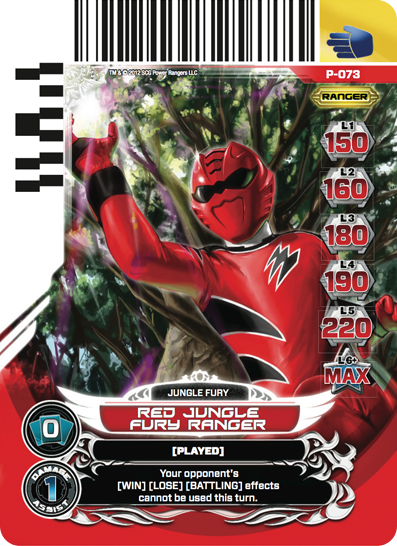 TM & © 2012 SCG Power Rangers LLC
P-073
RANGER
L1
150
L2
160
L3
180
L4
190
L5
220
L6+
MAX
JUNGLE FURY
RED JUNGLE
FURY RANGER
0
[PLAYED]
DAMAGE
1
ASSIST
Your opponent's
[WIN] [LOSE] [BATTLING] effects
cannot be used this turn.